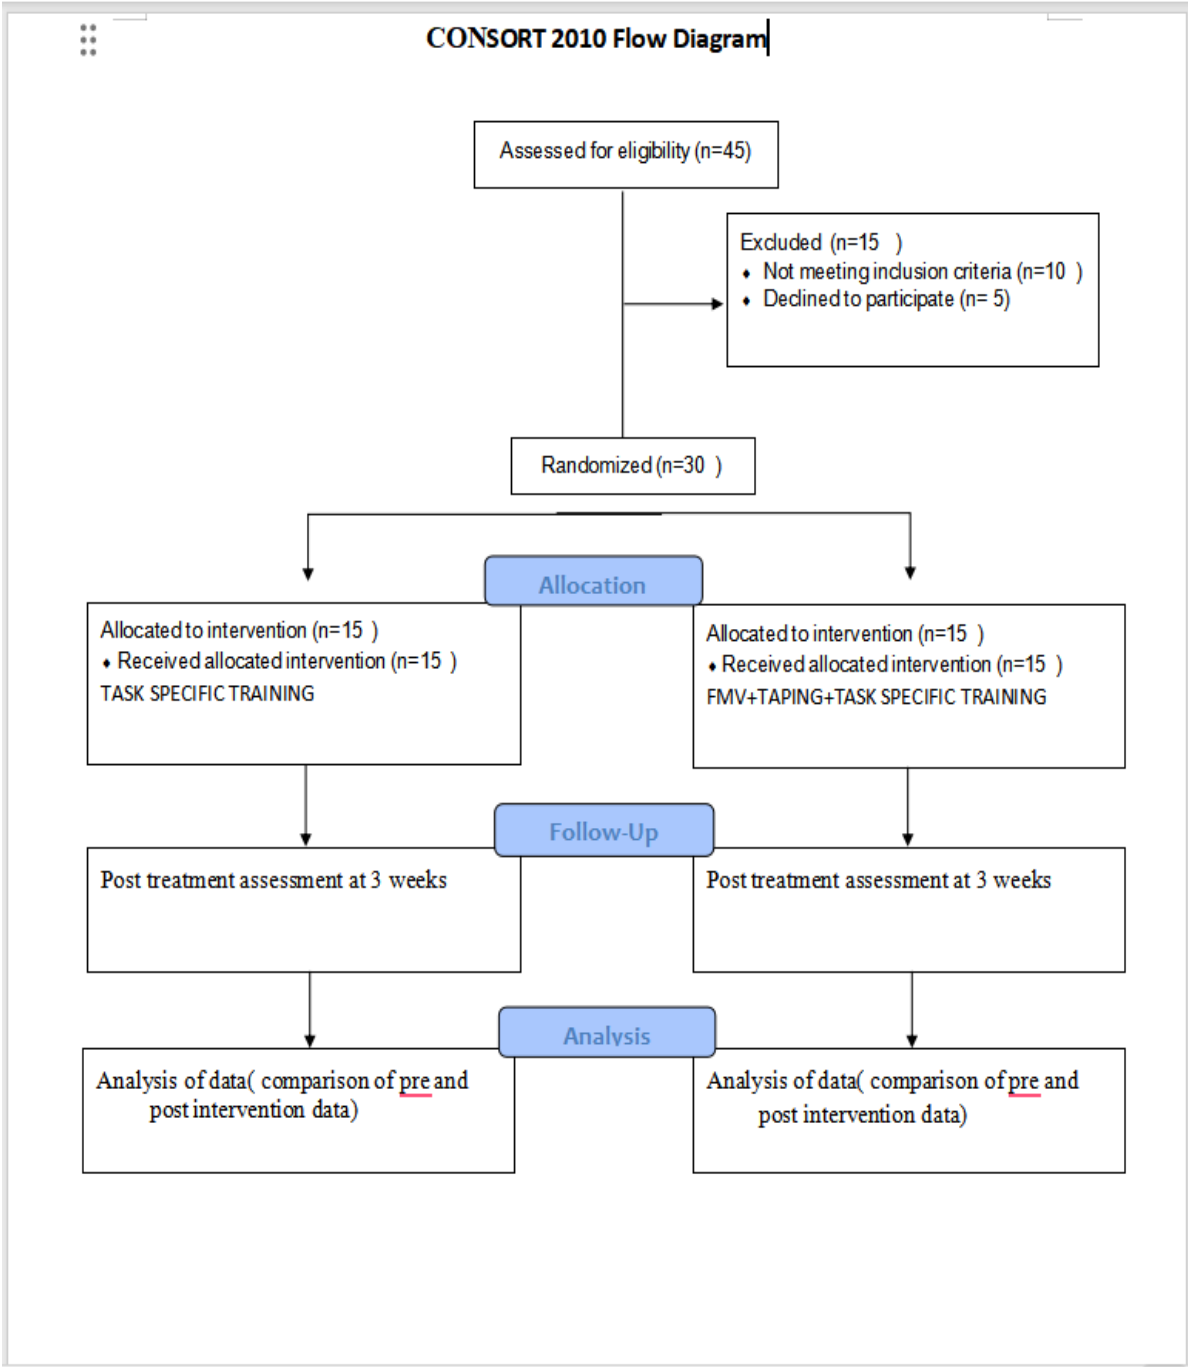 CONSORT 2010 Flow Diagram
Assessed for eligibility (n=45)
Excluded (n=15   )
♦ Not meeting inclusion criteria (n=10  )
♦ Declined to participate (n= 5)
Randomized (n=30  )
Allocation
Allocated to intervention (n=15  )
♦ Received allocated intervention (n=15  )
TASK SPECIFIC TRAINING
Allocated to intervention (n=15  )
♦ Received allocated intervention (n=15  )
FMV+TAPING+TASK SPECIFIC TRAINING
Follow-Up
Post treatment assessment at 3 weeks
Post treatment assessment at 3 weeks
Analysis
Analysis of data( comparison of pre and
post intervention data)
Analysis of data( comparison of pre and
post intervention data)